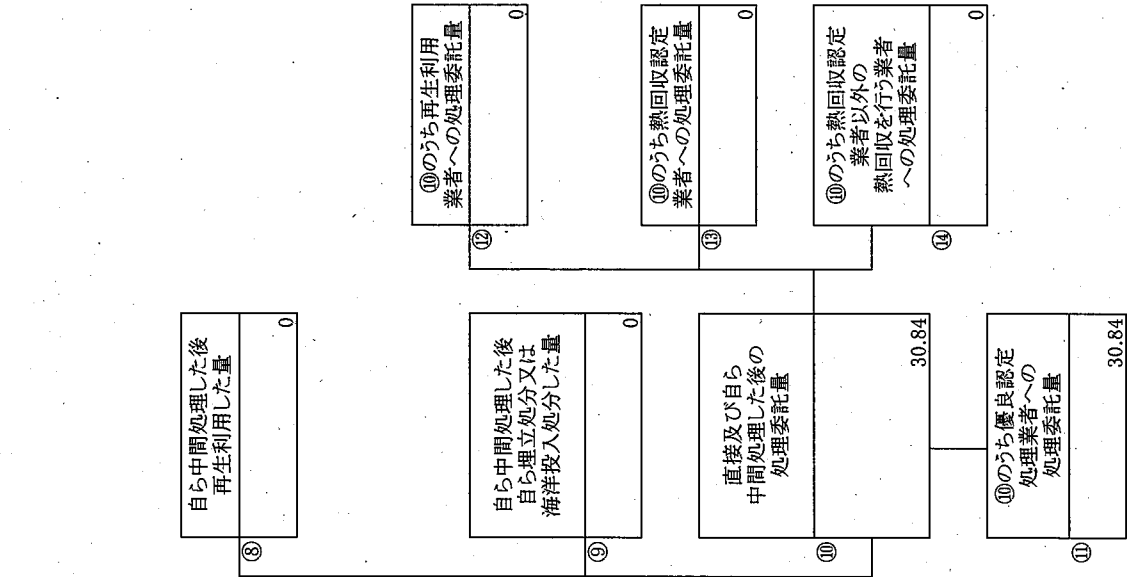 ⑧
自ら中間処理した後
再生利用した量
0
⑨
自ら中間処理した後
自ら埋立処分又は
海洋投入処分した量
0
⑩
直接及び自ら
中間処理した後の
処理委託量
30.84
⑪
⑩のうち優良認定
処理業者への
処理委託量
30.84
⑫
⑩のうち再生利用
業者への処理委託量
0
⑬
⑩のうち熱回収認定
業者への処理委託量
0
⑭
⑩のうち熱回収認定
業者以外の
熱回収を行う業者
への処理委託量
0